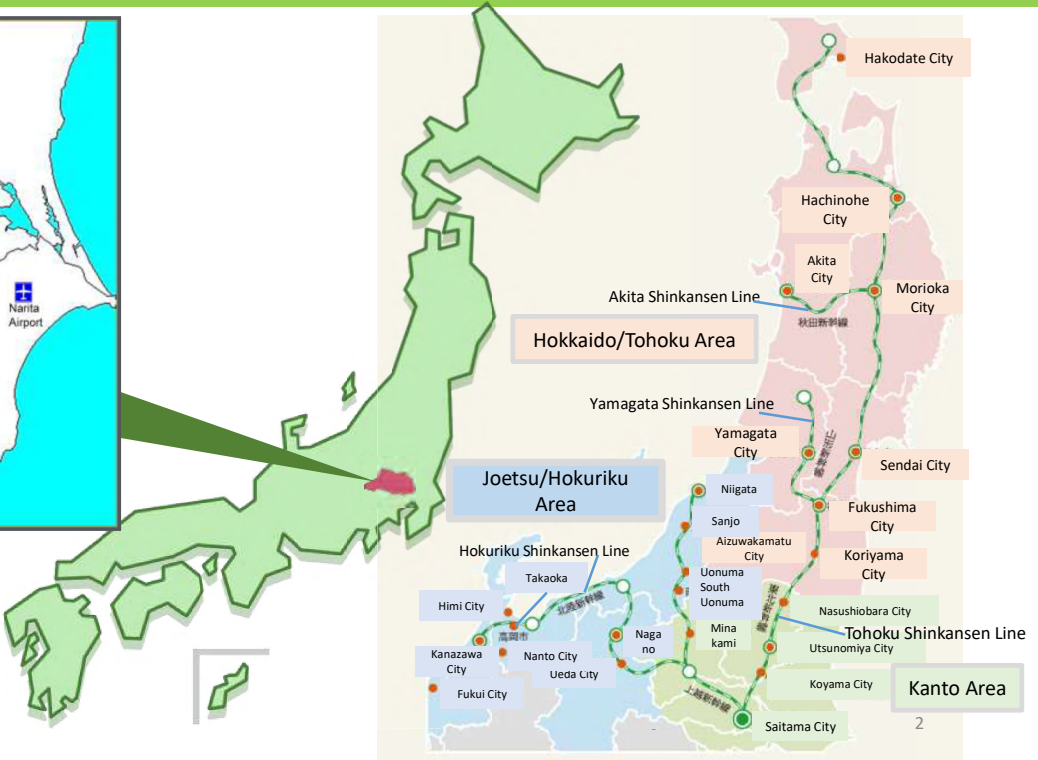 Narita
Airport
Hakodate City
Hachinohe
City
Akita
City
Morioka
City
Akita Shinkansen Line
秋田新幹線
Hokkaido/Tohoku Area
Yamagata Shinkansen Line
Yamagata
City
Sendai City
Joetsu/Hokuriku
Area
Niigata
Fukushima
City
Sanjo
Aizuwakamatu
City
Koriyama
City
Hokuriku Shinkansen Line
Takaoka
Uonuma
South
Uonuma
北陸新幹線
Himi City
高岡市
Nasushiobara City
Mina
kami
Tohoku Shinkansen Line
Utsunomiya City
Naga
no
Kanazawa
City
Nanto City
Ueda City
Koyama City
Kanto Area
Fukui City
上越新幹線
Saitama City
2